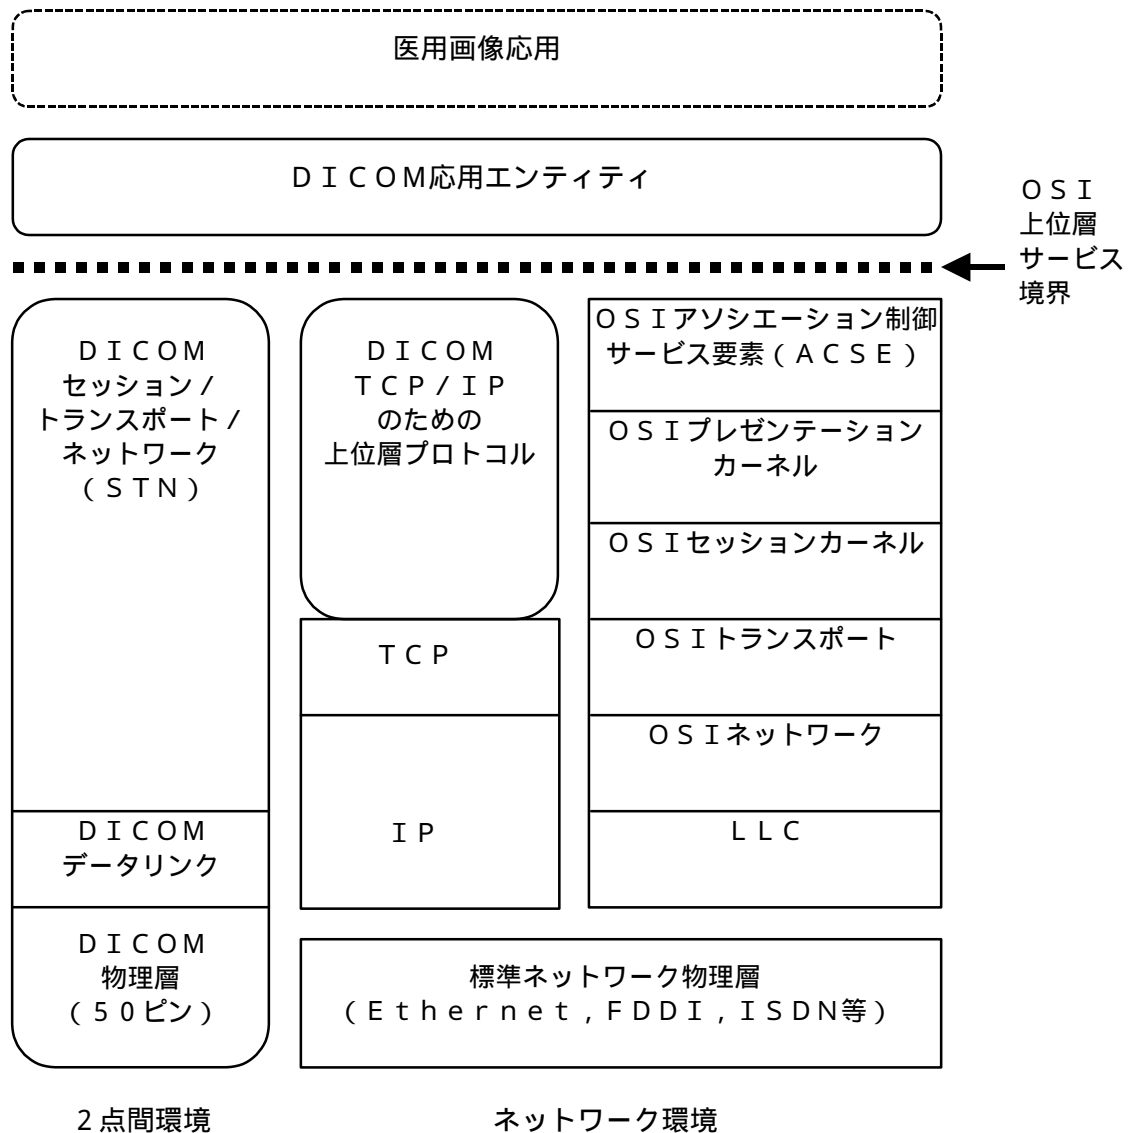 医用画像応用
ＤＩＣＯＭ応用エンティティ
ＯＳＩ
上位層
サービス
境界
ＤＩＣＯＭ
セッション／
トランスポート／
ネットワーク
（ＳＴＮ）
ＤＩＣＯＭ
データリンク
ＤＩＣＯＭ
物理層
（５０ピン）
ＤＩＣＯＭ
ＴＣＰ／ＩＰ
のための
上位層プロトコル
ＴＣＰ
ＩＰ
ＯＳＩアソシエーション制御
サービス要素（ＡＣＳＥ）
ＯＳＩプレゼンテーション
カーネル
ＯＳＩセッションカーネル
ＯＳＩトランスポート
ＯＳＩネットワーク
ＬＬＣ
標準ネットワーク物理層
（Ｅｔｈｅｒｎｅｔ，ＦＤＤＩ，ＩＳＤＮ等）
２点間環境
ネットワーク環境